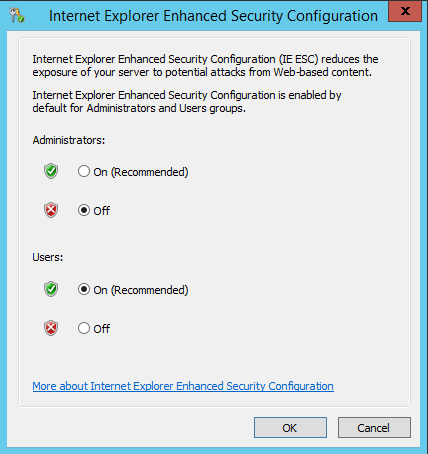 Internet Explorer Enhanced Security Configuration
Internet Explorer Enhanced Security Configuration (IE ESC) reduces the
exposure of your server to potential attacks from Web-based content.
Internet Explorer Enhanced Security Configuration is enabled by
default for Administrators and Users groups.
Administrators:
On (Recommended)
Off
Users:
On (Recommended)
Off
More about Internet Explorer Enhanced Security Configuration
OK Cancel